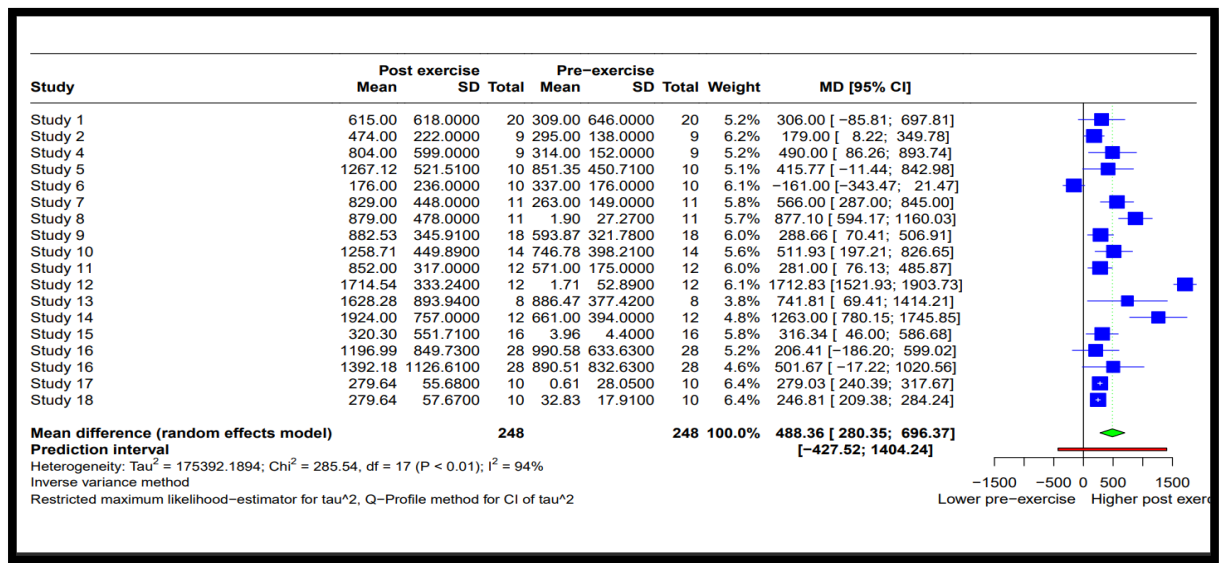 Post exercise Pre−exercise
Study Mean SD Total Mean SD Total Weight MD [95% CI]
Study 1 615.00 618.0000 20 309.00 646.0000 20 5.2% 306.00 [ −85.81; 697.81]
Study 2 474.00 222.0000 9 295.00 138.0000 9 6.2% 179.00 [ 8.22; 349.78]
Study 4 804.00 599.0000 9 314.00 152.0000 9 5.2% 490.00 [ 86.26; 893.74]
Study 5 1267.12 521.5100 10 851.35 450.7100 10 5.1% 415.77 [ −11.44; 842.98]
Study 6 176.00 236.0000 10 337.00 176.0000 10 6.1% −161.00 [−343.47; 21.47]
Study 7 829.00 448.0000 11 263.00 149.0000 11 5.8% 566.00 [ 287.00; 845.00]
Study 8 879.00 478.0000 11 1.90 27.2700 11 5.7% 877.10 [ 594.17; 1160.03]
Study 9 882.53 345.9100 18 593.87 321.7800 18 6.0% 288.66 [ 70.41; 506.91]
Study 10 1258.71 449.8900 14 746.78 398.2100 14 5.6% 511.93 [ 197.21; 826.65]
Study 11 852.00 317.0000 12 571.00 175.0000 12 6.0% 281.00 [ 76.13; 485.87]
Study 12 1714.54 333.2400 12 1.71 52.8900 12 6.1% 1712.83 [1521.93; 1903.73]
Study 13 1628.28 893.9400 8 886.47 377.4200 8 3.8% 741.81 [ 69.41; 1414.21]
Study 14 1924.00 757.0000 12 661.00 394.0000 12 4.8% 1263.00 [ 780.15; 1745.85]
Study 15 320.30 551.7100 16 3.96 4.4000 16 5.8% 316.34 [ 46.00; 586.68]
Study 16 1196.99 849.7300 28 990.58 633.6300 28 5.2% 206.41 [−186.20; 599.02]
Study 16 1392.18 1126.6100 28 890.51 832.6300 28 4.6% 501.67 [ −17.22; 1020.56]
Study 17 279.64 55.6800 10 0.61 28.0500 10 6.4% 279.03 [ 240.39; 317.67]
Study 18 279.64 57.6700 10 32.83 17.9100 10 6.4% 246.81 [ 209.38; 284.24]
Mean difference (random effects model) 248 248 100.0% 488.36 [ 280.35; 696.37]
Prediction interval [−427.52; 1404.24]
Heterogeneity: Tau² = 175392.1894; Chi² = 285.54, df = 17 (P < 0.01); I² = 94%
Inverse variance method
Restricted maximum likelihood−estimator for tau^2, Q−Profile method for CI of tau^2
−1500 −500 0 500 1500
Lower pre−exercise Higher post exerc